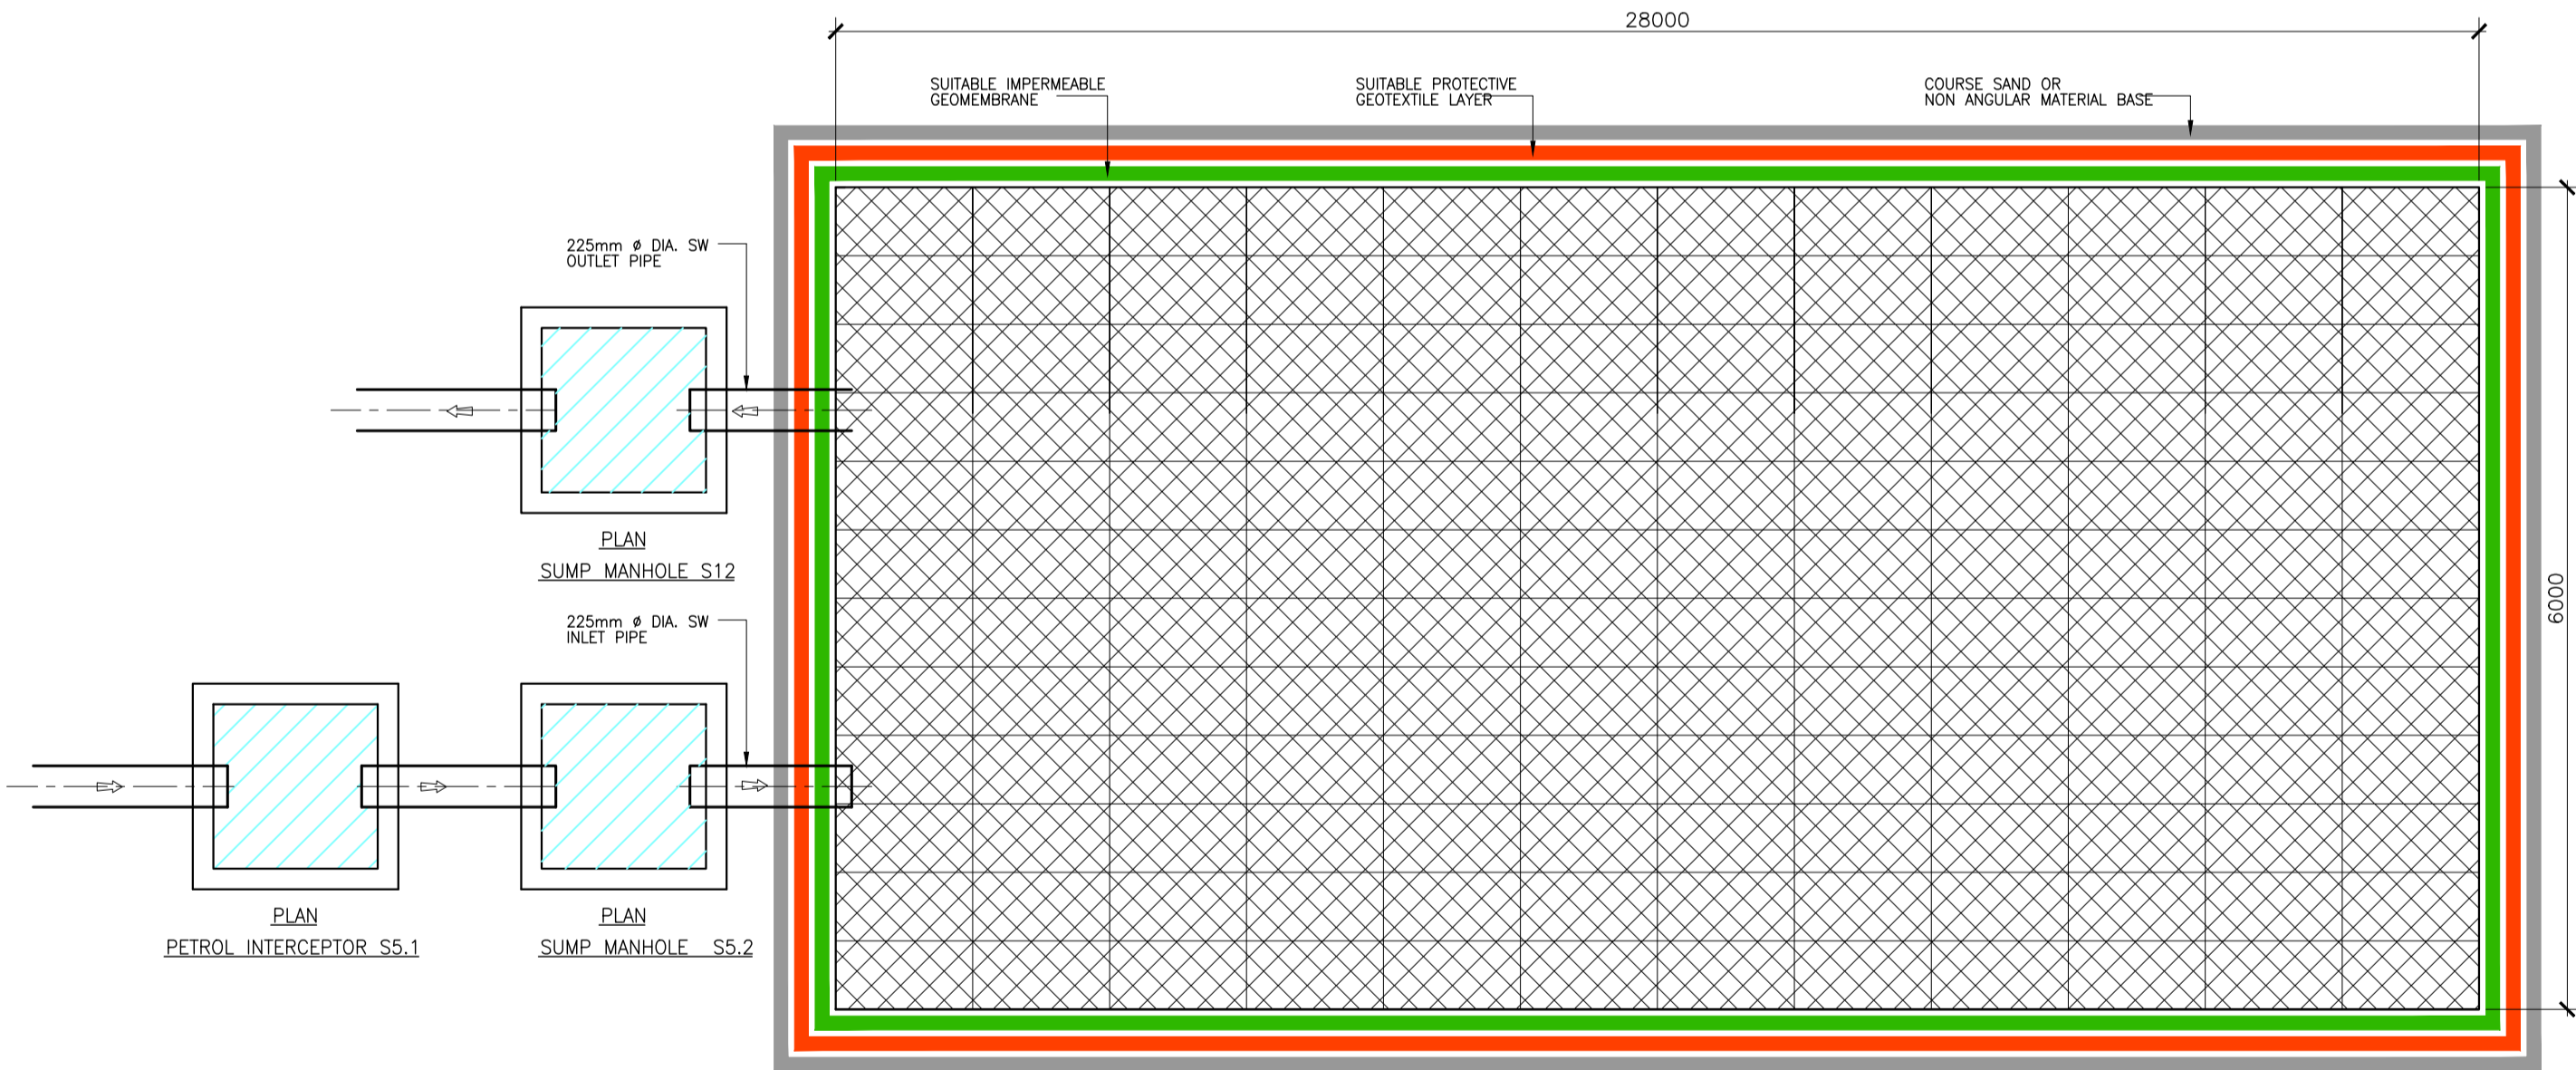 28000
SUITABLE IMPERMEABLE
GEOMEMBRANE
SUITABLE PROTECTIVE
GEOTEXTILE LAYER
COURSE SAND OR
NON ANGULAR MATERIAL BASE
225mm ø DIA. SW
OUTLET PIPE
PLAN
SUMP MANHOLE S12
6000
225mm ø DIA. SW
INLET PIPE
PLAN
PETROL INTERCEPTOR S5.1
PLAN
SUMP MANHOLE S5.2